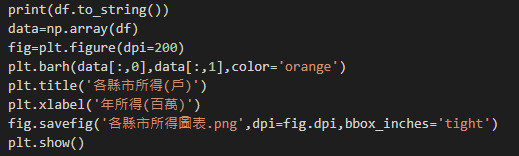 print(df.to_string())
data=np.array(df)
fig=plt.figure(dpi=200)
plt.barh(data[:,0],data[:,1],color='orange')
plt.title('各縣市所得(戶)')
plt.xlabel('年所得(百萬)')
fig.savefig('各縣市所得圖表.png',dpi=fig.dpi,bbox_inches='tight')
plt.show()